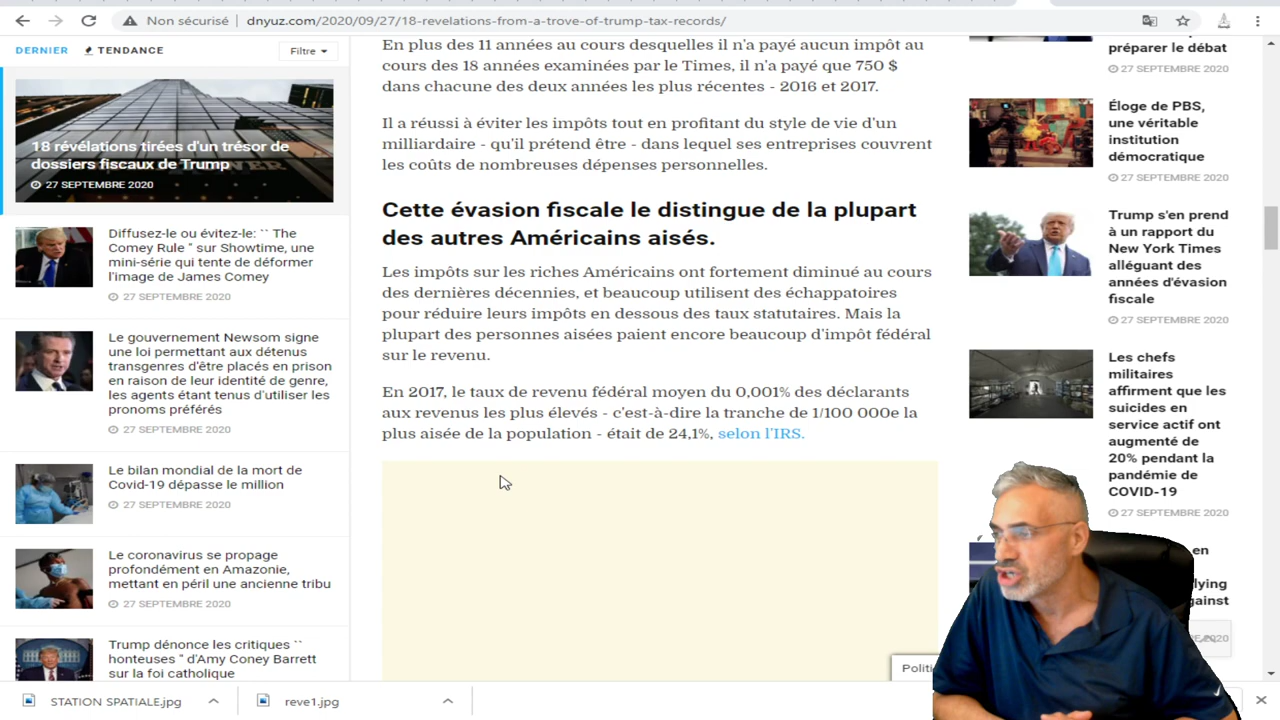 Non sécurisé | dnyuz.com/2020/09/27/18-revelations-from-a-trove-of-trump-tax-records/
DERNIER
TENDANCE
Filtre
18 révélations tirées d'un trésor de
dossiers fiscaux de Trump
27 SEPTEMBRE 2020
Diffusez-le ou évitez-le: `` The
Comey Rule '' sur Showtime, une
mini-série qui tente de déformer
l'image de James Comey
27 SEPTEMBRE 2020
Le gouvernement Newsom signe
une loi permettant aux détenus
transgenres d'être placés en prison
en raison de leur identité de genre,
les agents étant tenus d'utiliser les
pronoms préférés
27 SEPTEMBRE 2020
Le bilan mondial de la mort de
Covid-19 dépasse le million
27 SEPTEMBRE 2020
Le coronavirus se propage
profondément en Amazonie,
mettant en péril une ancienne tribu
27 SEPTEMBRE 2020
Trump dénonce les critiques ``
honteuses '' d'Amy Coney Barrett
sur la foi catholique
En plus des 11 années au cours desquelles il n'a payé aucun impôt au
cours des 18 années examinées par le Times, il n'a payé que 750 $
dans chacune des deux années les plus récentes - 2016 et 2017.
Il a réussi à éviter les impôts tout en profitant du style de vie d'un
milliardaire - qu'il prétend être - dans lequel ses entreprises couvrent
les coûts de nombreuses dépenses personnelles.
Cette évasion fiscale le distingue de la plupart
des autres Américains aisés.
Les impôts sur les riches Américains ont fortement diminué au cours
des dernières décennies, et beaucoup utilisent des échappatoires
pour réduire leurs impôts en dessous des taux statutaires. Mais la
plupart des personnes aisées paient encore beaucoup d'impôt fédéral
sur le revenu.
En 2017, le taux de revenu fédéral moyen du 0,001% des déclarants
aux revenus les plus élevés - c'est-à-dire la tranche de 1/100 000e la
plus aisée de la population - était de 24,1%, selon l'IRS.
préparer le débat
27 SEPTEMBRE 2020
Éloge de PBS,
une véritable
institution
démocratique
27 SEPTEMBRE 2020
Trump s'en prend
à un rapport du
New York Times
alléguant des
années d'évasion
fiscale
27 SEPTEMBRE 2020
Les chefs
militaires
affirment que les
suicides en
service actif ont
augmenté de
20% pendant la
pandémie de
COVID-19
27 SEPTEMBRE 2020
en
lying
gainst
Politi
STATION SPATIALE.jpg
reve1.jpg